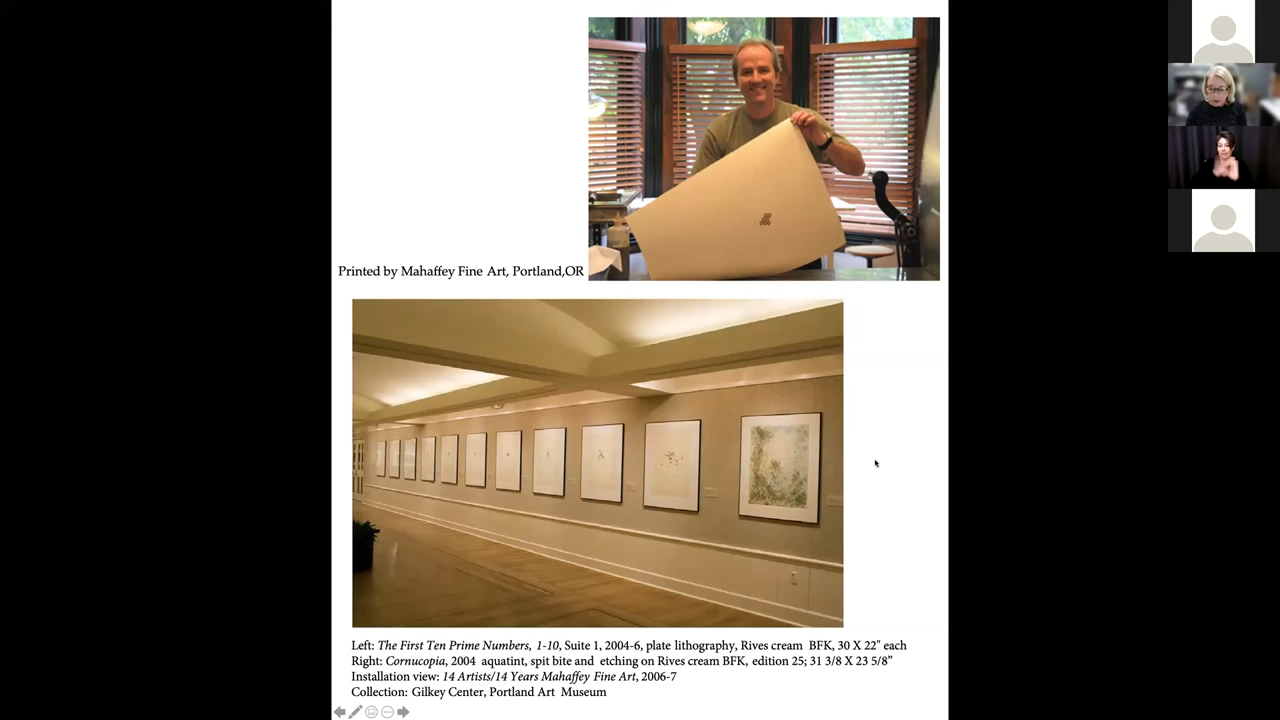 Printed by Mahaffey Fine Art, Portland,OR
Left: The First Ten Prime Numbers, 1-10, Suite 1, 2004-6, plate lithography, Rives cream BFK, 30 X 22" each
Right: Cornucopia, 2004 aquatint, spit bite and etching on Rives cream BFK, edition 25; 31 3/8 X 23 5/8”
Installation view: 14 Artists/14 Years Mahaffey Fine Art, 2006-7
Collection: Gilkey Center, Portland Art Museum